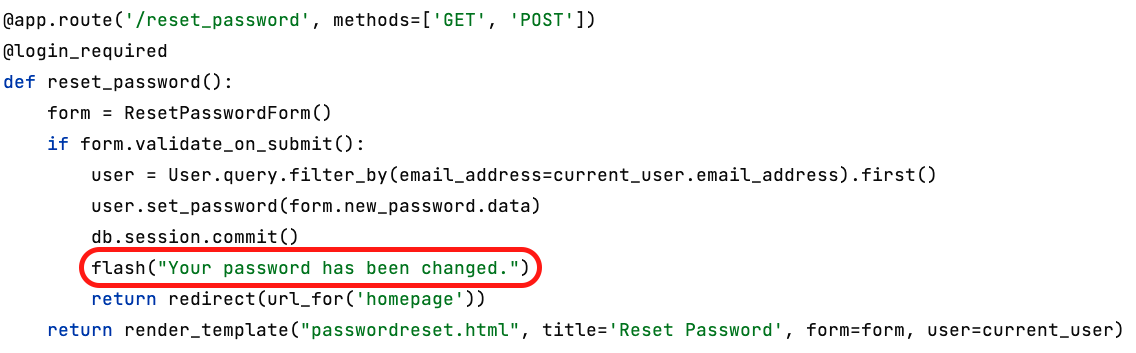 @app.route('/reset_password', methods=['GET', 'POST'])
@login_required
def reset_password():
    form = ResetPasswordForm()
    if form.validate_on_submit():
        user = User.query.filter_by(email_address=current_user.email_address).first()
        user.set_password(form.new_password.data)
        db.session.commit()
        flash("Your password has been changed.")
        return redirect(url_for('homepage'))
    return render_template("passwordreset.html", title='Reset Password', form=form, user=current_user)